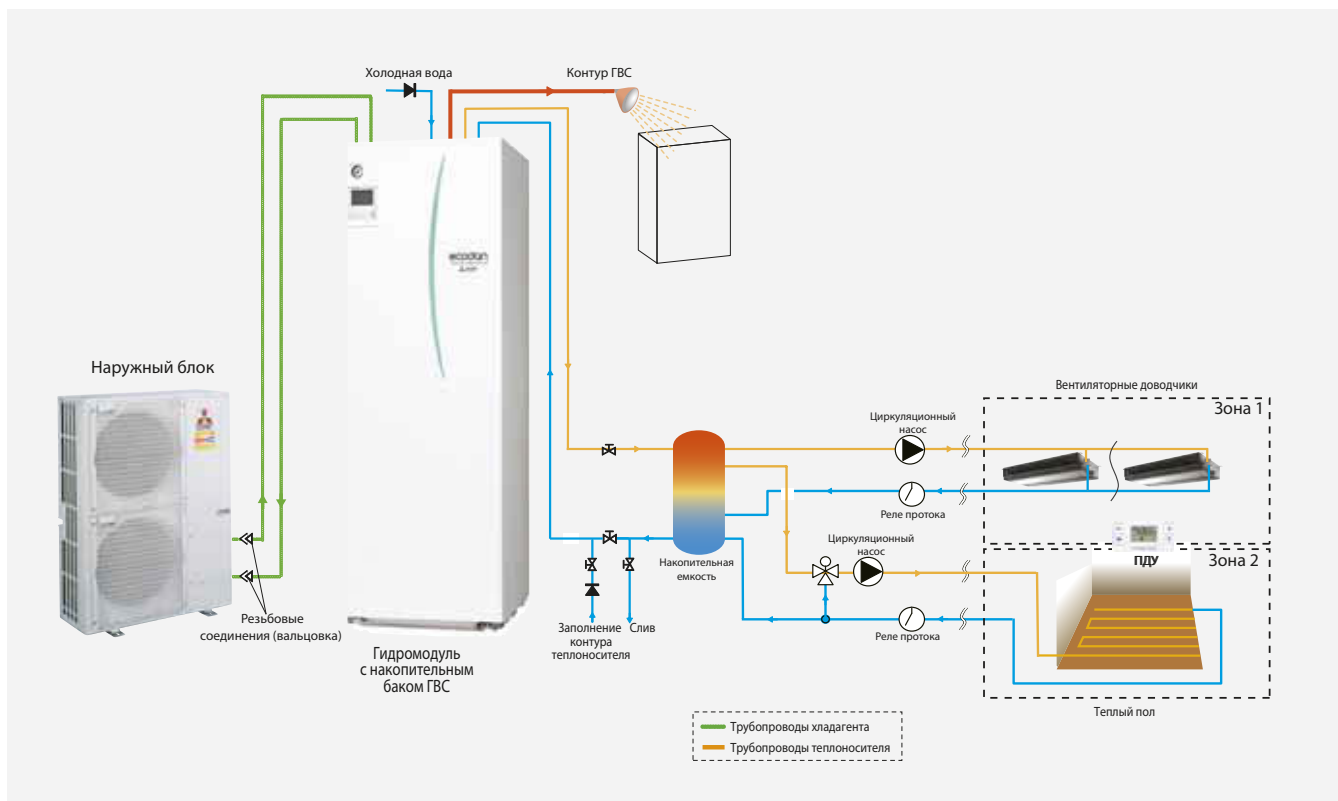 Холодная вода
Контур ГВС
ecodan
Наружный блок
Вентиляторные доводчики
Зона 1
Циркуляционный
насос
Реле протока
Накопительная
емкость
Циркуляционный
насос
ПДУ
Зона 2
Резьбовые
соединения (вальцовка)
Заполнение
контура
теплоносителя
Слив
Реле протока
Гидромодуль
с накопительным
баком ГВС
Теплый пол
Трубопроводы хладагента
Трубопроводы теплоносителя